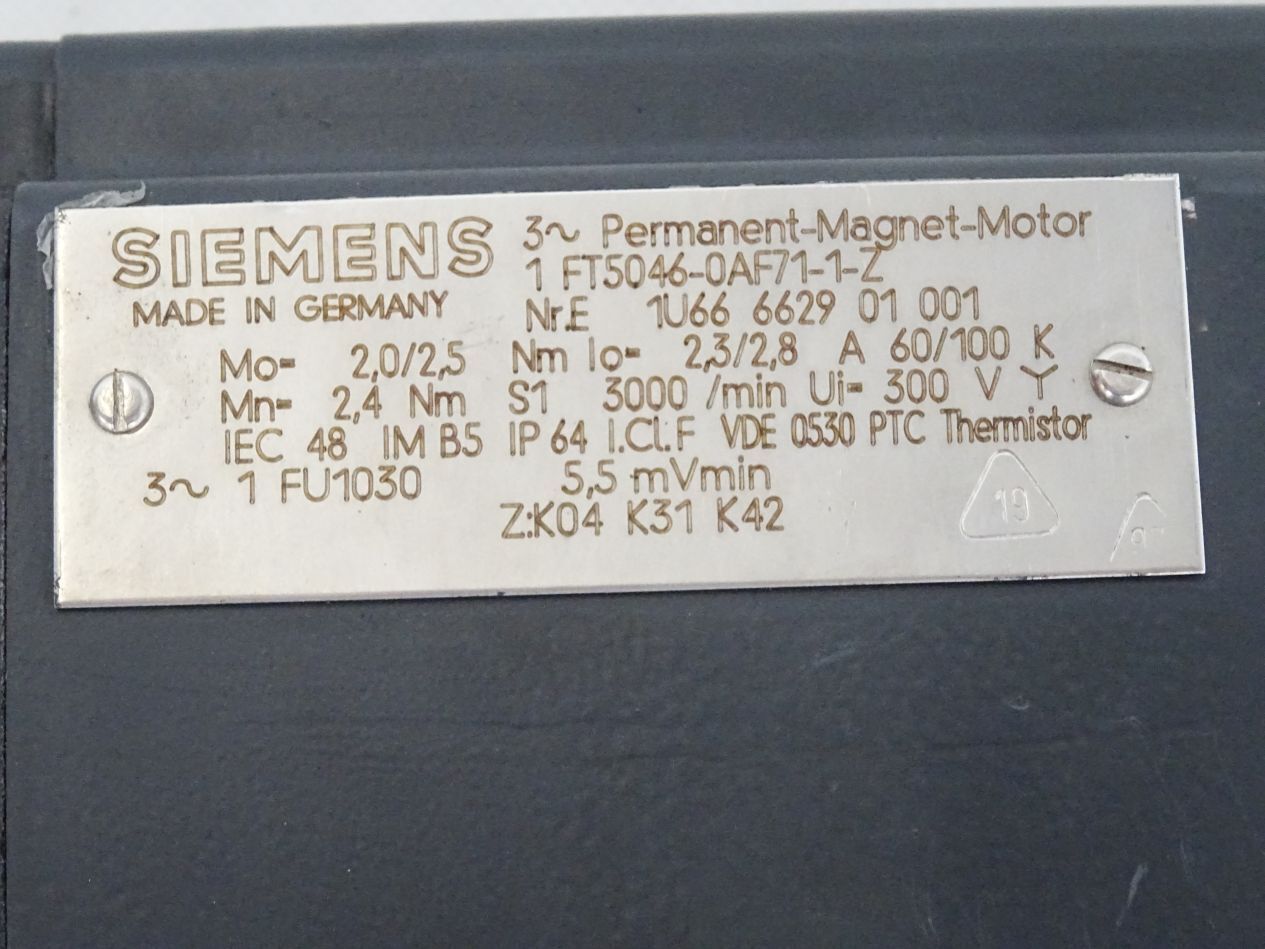 SIEMENS
3~ Permanent-Magnet-Motor
1 FT5046-0AF71-1-Z
MADE IN GERMANY
Nr.E 1U66 6629 01 001
Mo= 2,0/2,5 Nm Io= 2,3/2,8 A 60/100 K
Mn= 2,4 Nm S1 3000 /min Ui= 300 V Y
IEC 48 IM B5 IP 64 I.Cl.F VDE 0530 PTC Thermistor
3~ 1 FU1030 5,5 mVmin
Z:K04 K31 K42
19